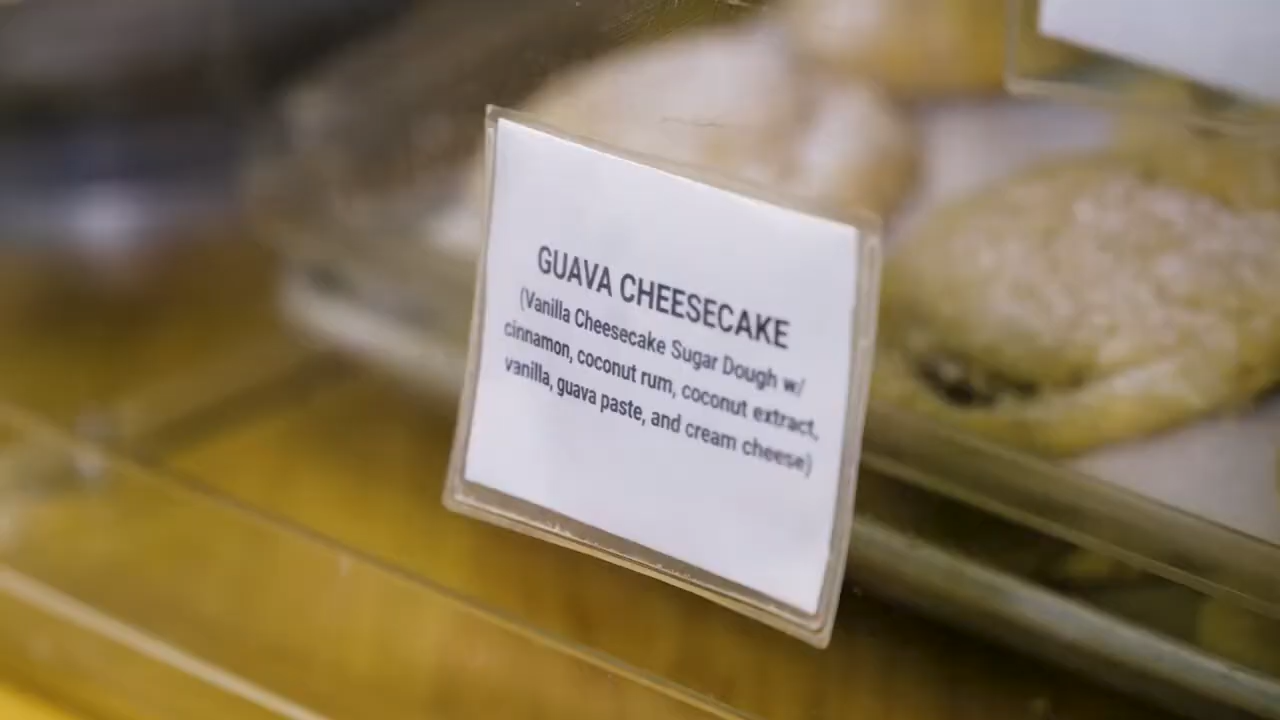 GUAVA CHEESECAKE
(Vanilla Cheesecake Sugar Dough w/
cinnamon, coconut rum, coconut extract,
vanilla, guava paste, and cream cheese)